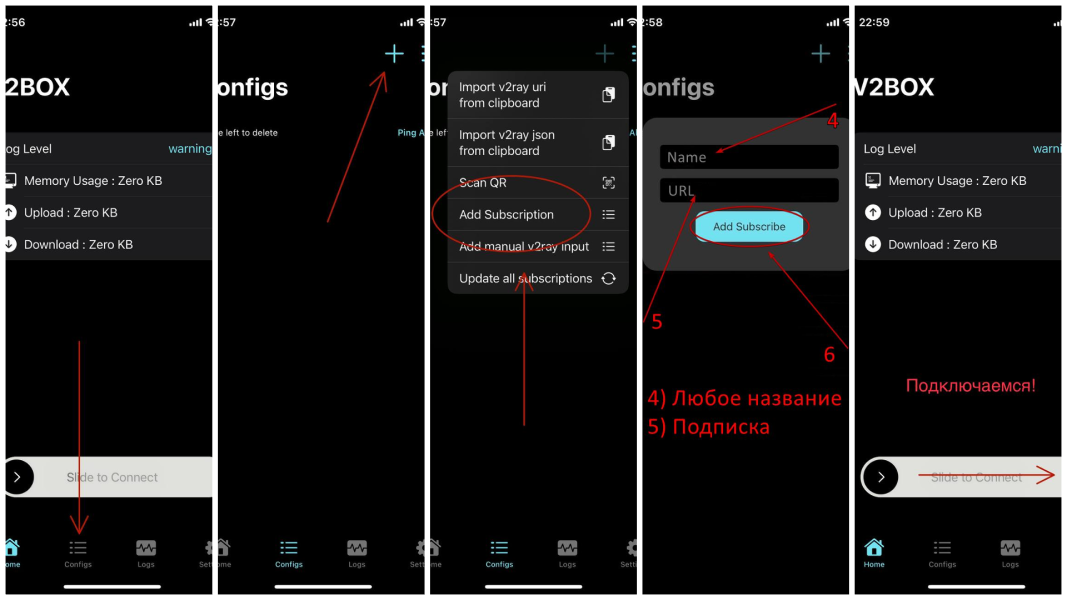 2:56
2BOX
og Level
warning
Memory Usage : Zero KB
Upload : Zero KB
Download : Zero KB
Slide to Connect
ome
Configs
Logs
Set
:57
onfigs
e left to delete
Ping A
ome
Configs
Logs
Sett
:57
or
Import v2ray uri
from clipboard
Import v2ray json
from clipboard
e lef
Al
Scan QR
Add Subscription
Add manual v2ray input
Update all subscriptions
ome
Configs
Logs
Setti
2:58
onfigs
4
Name
URL
Add Subscribe
5
6
4) Любое название
5) Подписка
22:59
V2BOX
Log Level
warni
Memory Usage : Zero KB
Upload : Zero KB
Download : Zero KB
Подключаемся!
Slide to Connect
Home
Configs
Logs